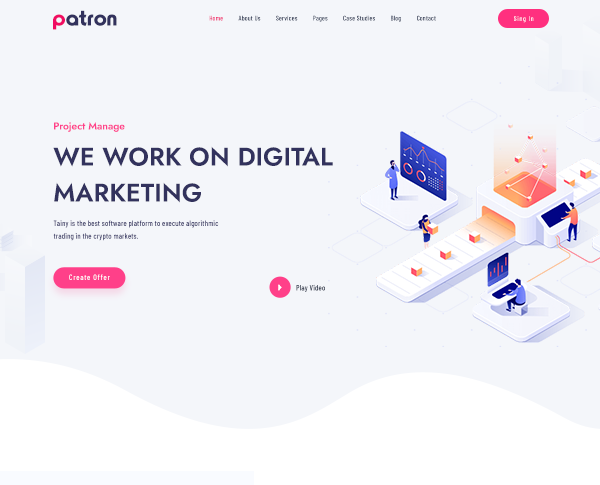 patron
Home About Us Services Pages Case Studies Blog Contact
Sing In
Project Manage
WE WORK ON DIGITAL
MARKETING
Tainy is the best software platform to execute algorithmic
trading in the crypto markets.
Create Offer
Play Video